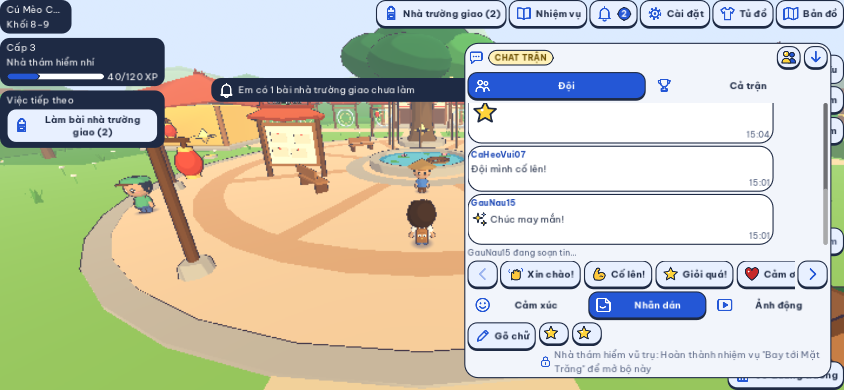 Cú Mèo C...
Khối 8-9
Cấp 3
Nhà thám hiểm nhí
40/120 XP
Việc tiếp theo
Làm bài nhà trường
giao (2)
Nhà trường giao (2)
Nhiệm vụ
2
Cài đặt
Tủ đồ
Bản đồ
Em có 1 bài nhà trường giao chưa làm
CHAT TRẬN
Đội
Cả trận
15:04
CaHeoVui07
Đội mình cố lên!
15:01
GauNau15
Chúc may mắn!
15:01
GauNau15 đang soạn tin...
Xin chào!
Cố lên!
Giỏi quá!
Cảm ơ
Cảm xúc
Nhãn dán
Ảnh động
Gõ chữ
Nhà thám hiểm vũ trụ: Hoàn thành nhiệm vụ "Bay tới Mặt
Trăng" để mở bộ này